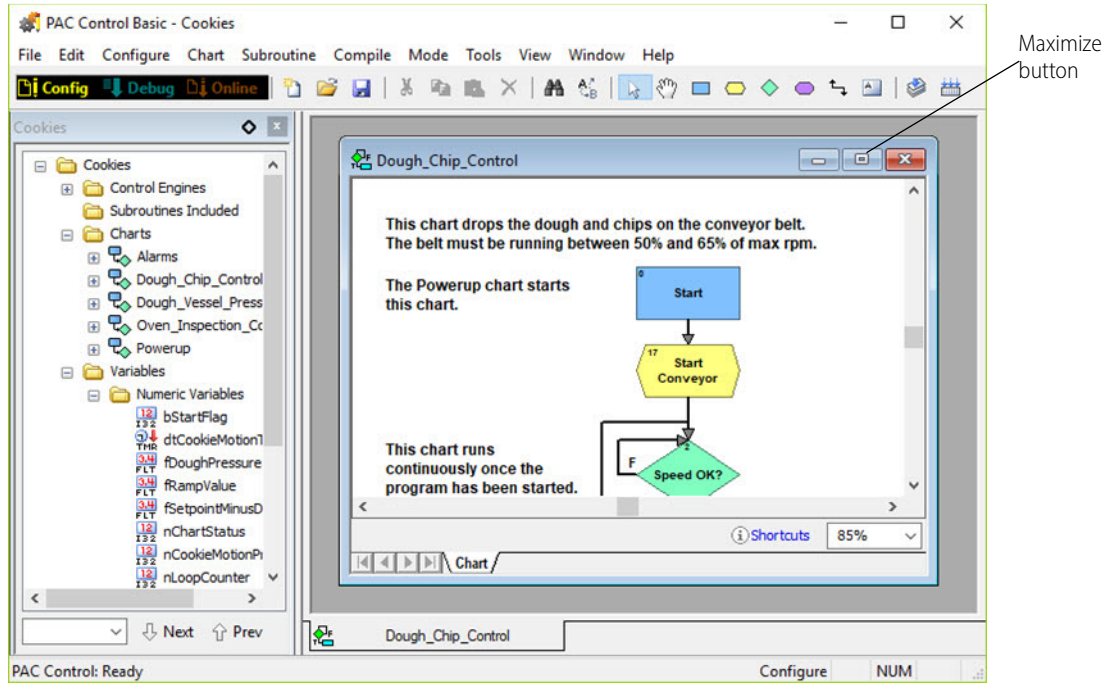 PAC Control Basic - Cookies
File Edit Configure Chart Subroutine Compile Mode Tools View Window Help
Maximize
button
Config Debug Online
Cookies
Cookies
Control Engines
Subroutines Included
Charts
Alarms
Dough_Chip_Control
Dough_Vessel_Press
Oven_Inspection_Co
Powerup
Variables
Numeric Variables
bStartFlag
dtCookieMotionT
fDoughPressure
fRampValue
fSetpointMinusD
nChartStatus
nCookieMotionPr
nLoopCounter
Next Prev
Dough_Chip_Control
This chart drops the dough and chips on the conveyor belt.
The belt must be running between 50% and 65% of max rpm.
The Powerup chart starts
this chart.
0
Start
17
Start
Conveyor
This chart runs
continuously once the
program has been started.
F
2
Speed OK?
Shortcuts 85%
Chart
Dough_Chip_Control
PAC Control: Ready
Configure NUM